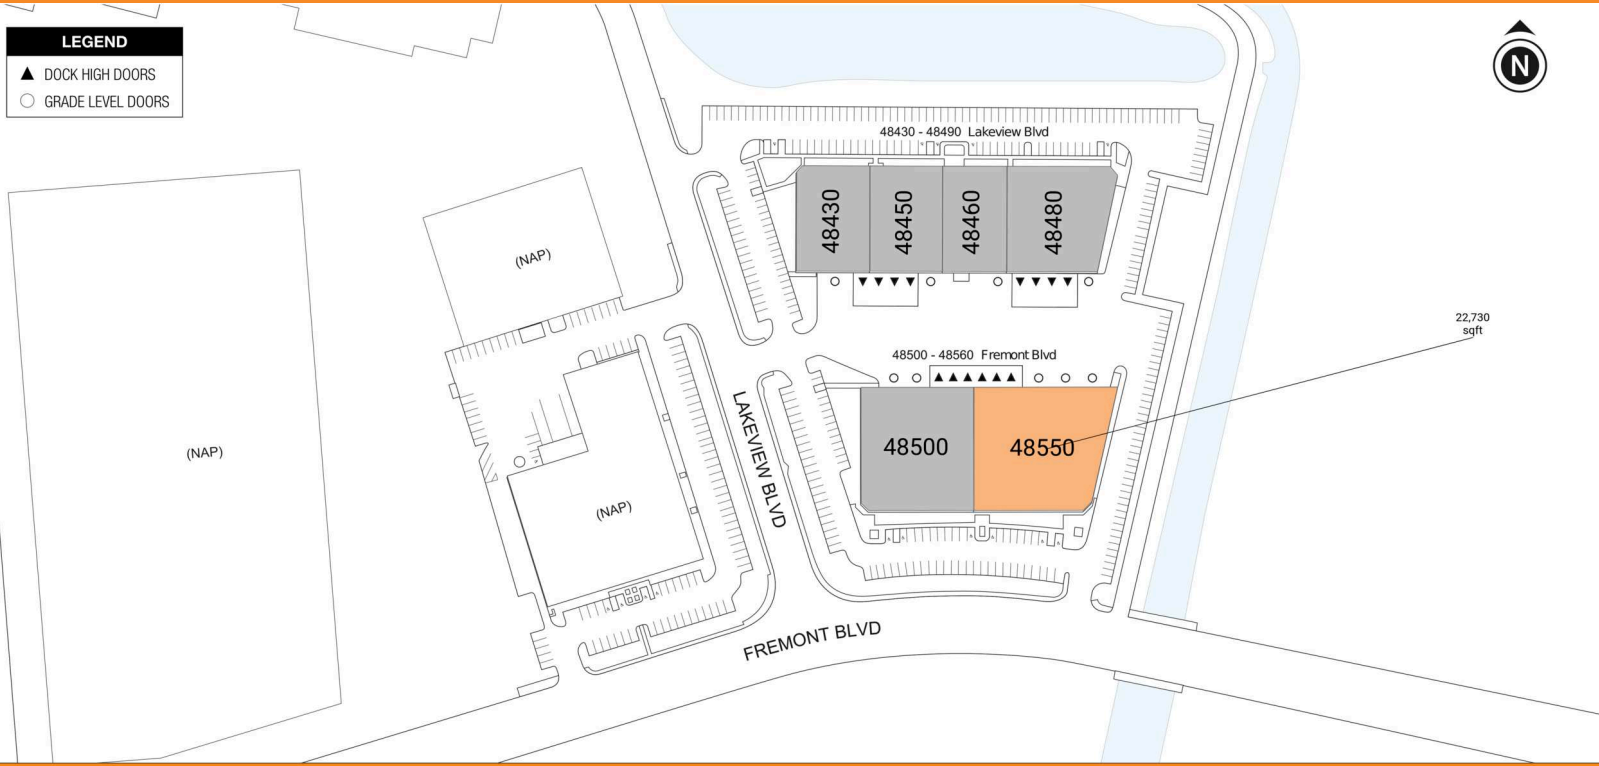 LEGEND
DOCK HIGH DOORS
GRADE LEVEL DOORS
N
48430 - 48490 Lakeview Blvd
48430
48450
48460
48480
(NAP)
22,730
sqft
48500 - 48560 Fremont Blvd
48500
48550
LAKEVIEW BLVD
(NAP)
(NAP)
FREMONT BLVD